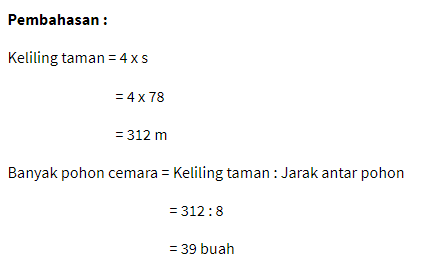 Pembahasan :
Keliling taman = 4 x s
= 4 x 78
= 312 m
Banyak pohon cemara = Keliling taman : Jarak antar pohon
= 312 : 8
= 39 buah